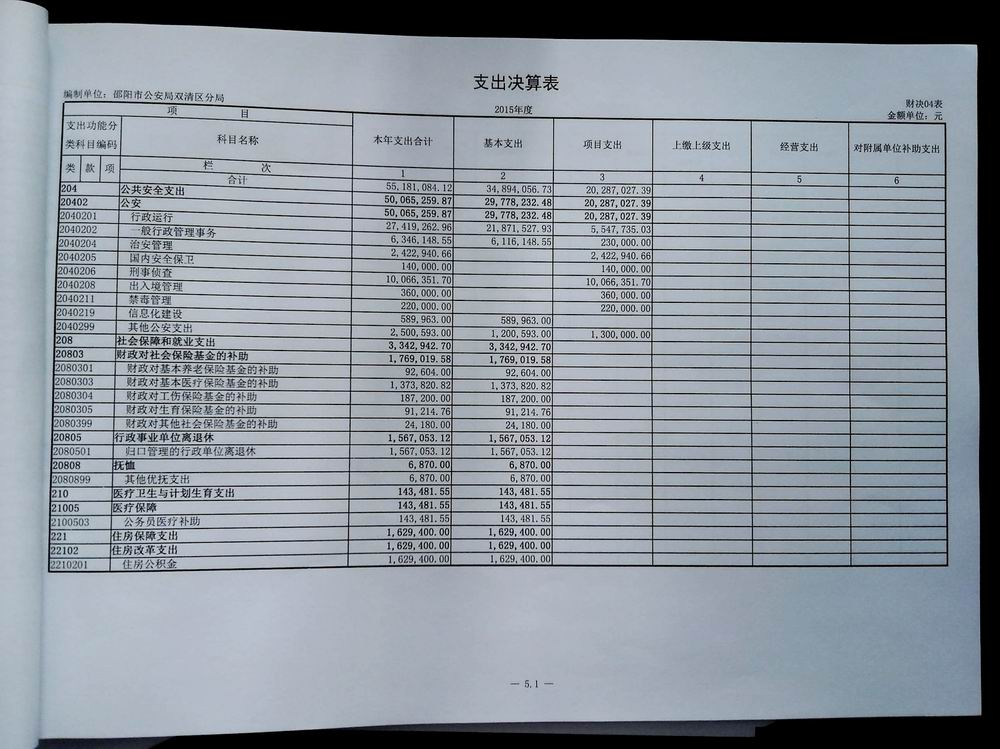 支出决算表
编制单位：邵阳市公安局双清区分局
2015年度
财决04表
金额单位：元
项 目
支出功能分类科目编码 科目名称 本年支出合计 基本支出 项目支出 上缴上级支出 经营支出 对附属单位补助支出
类 款 项 栏 次 1 2 3 4 5 6
合计 55,181,084.12 34,894,056.73 20,287,027.39
204 公共安全支出 50,065,259.87 29,778,232.48 20,287,027.39
20402 公安 50,065,259.87 29,778,232.48 20,287,027.39
2040201 行政运行 27,419,262.96 21,871,527.93 5,547,735.03
2040202 一般行政管理事务 6,346,148.55 6,116,148.55 230,000.00
2040204 治安管理 2,422,940.66 2,422,940.66
2040205 国内安全保卫 140,000.00 140,000.00
2040206 刑事侦查 10,066,351.70 10,066,351.70
2040208 出入境管理 360,000.00 360,000.00
2040211 禁毒管理 220,000.00 220,000.00
2040219 信息化建设 589,963.00 589,963.00
2040299 其他公安支出 2,500,593.00 1,200,593.00 1,300,000.00
208 社会保障和就业支出 3,342,942.70 3,342,942.70
20803 财政对社会保险基金的补助 1,769,019.58 1,769,019.58
2080301 财政对基本养老保险基金的补助 92,604.00 92,604.00
2080303 财政对基本医疗保险基金的补助 1,373,820.82 1,373,820.82
2080304 财政对工伤保险基金的补助 187,200.00 187,200.00
2080305 财政对生育保险基金的补助 91,214.76 91,214.76
2080399 财政对其他社会保险基金的补助 24,180.00 24,180.00
20805 行政事业单位离退休 1,567,053.12 1,567,053.12
2080501 归口管理的行政单位离退休 1,567,053.12 1,567,053.12
20808 抚恤 6,870.00 6,870.00
2080899 其他优抚支出 6,870.00 6,870.00
210 医疗卫生与计划生育支出 143,481.55 143,481.55
21005 医疗保障 143,481.55 143,481.55
2100503 公务员医疗补助 143,481.55 143,481.55
221 住房保障支出 1,629,400.00 1,629,400.00
22102 住房改革支出 1,629,400.00 1,629,400.00
2210201 住房公积金 1,629,400.00 1,629,400.00
— 5.1 —